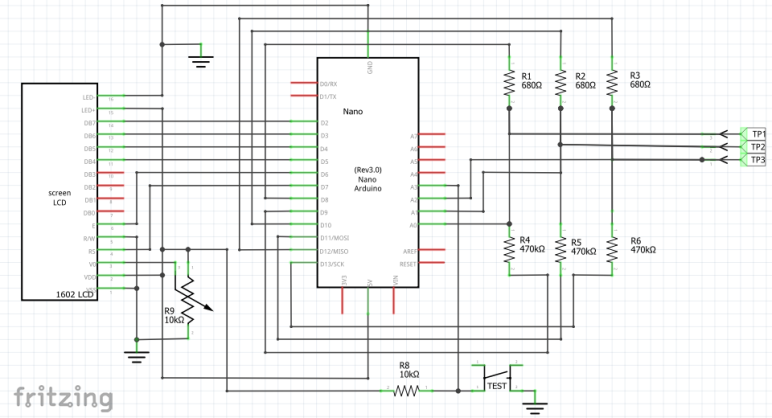 R1
680Ω
R2
680Ω
R3
680Ω
GND
LED-
LED+
DB7
DB6
DB5
DB4
DB3
DB2
DB1
DB0
E
R/W
RS
V0
VDD
screen
LCD
1602 LCD
D0/RX
D1/TX
Nano
D2
D3
D4
D5
D6
D7
D8
D9
D10
D11/MOSI
D12/MISO
D13/SCK
(Rev3.0)
Nano
Arduino
A7
A6
A5
A4
A3
A2
A1
A0
AREF
RESET
3V3
5V
VIN
TP1
TP2
TP3
R4
470kΩ
R5
470kΩ
R6
470kΩ
R9
10kΩ
R8
10kΩ
TEST
fritzing